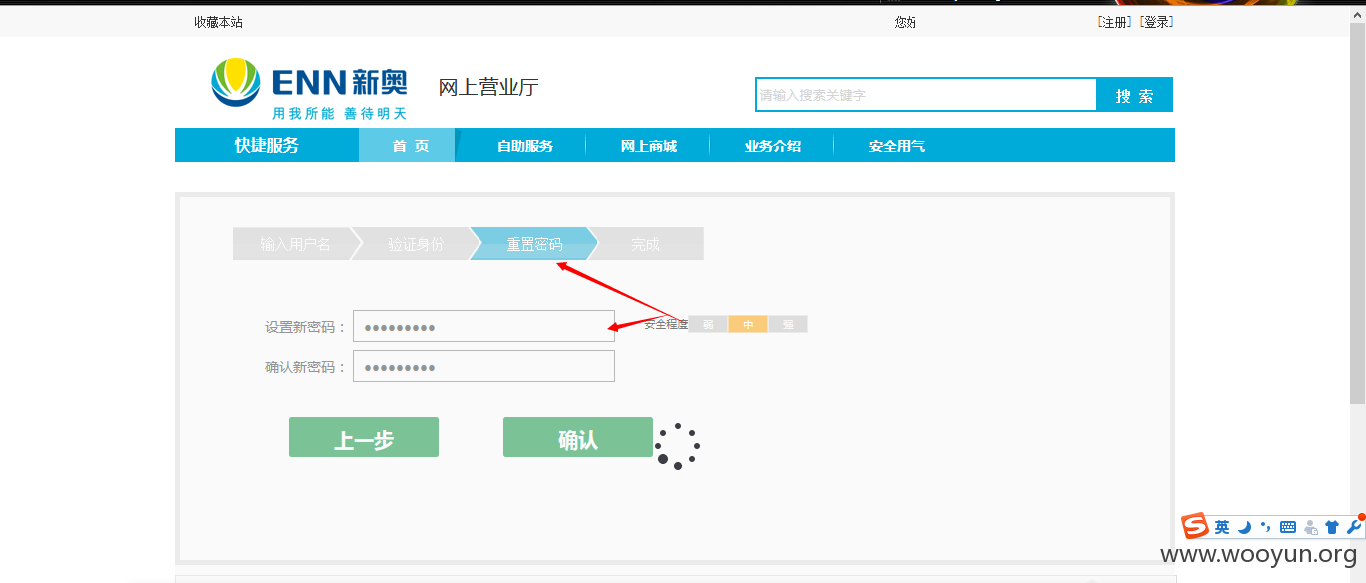 收藏本站
您好
[注册] [登录]
ENN新奥
用我所能 善待明天
网上营业厅
请输入搜索关键字
搜 索
快捷服务 首 页 自助服务 网上商城 业务介绍 安全用气
输入用户名 验证身份 重置密码 完成
设置新密码： ●●●●●●●●● 安全程度 弱 中 强
确认新密码： ●●●●●●●●●
上一步 确认
英
www.wooyun.org